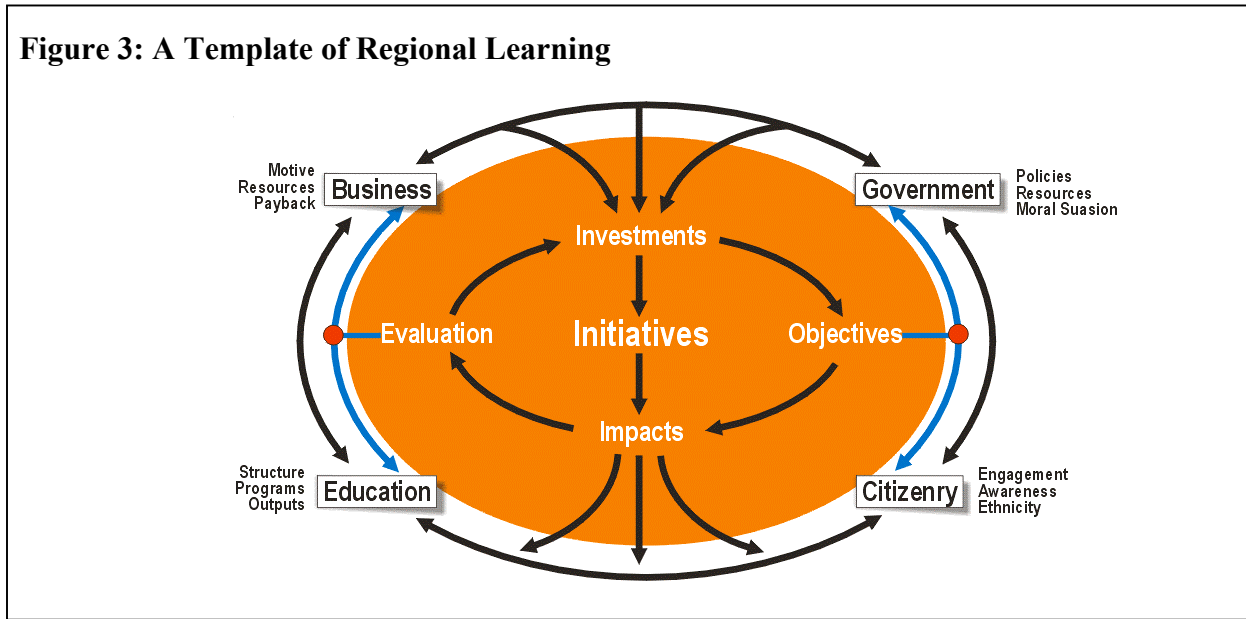 Figure 3: A Template of Regional Learning
Motive
Resources
Payback
Business
Government
Policies
Resources
Moral Suasion
Investments
Evaluation
Initiatives
Objectives
Impacts
Structure
Programs
Outputs
Education
Citizenry
Engagement
Awareness
Ethnicity